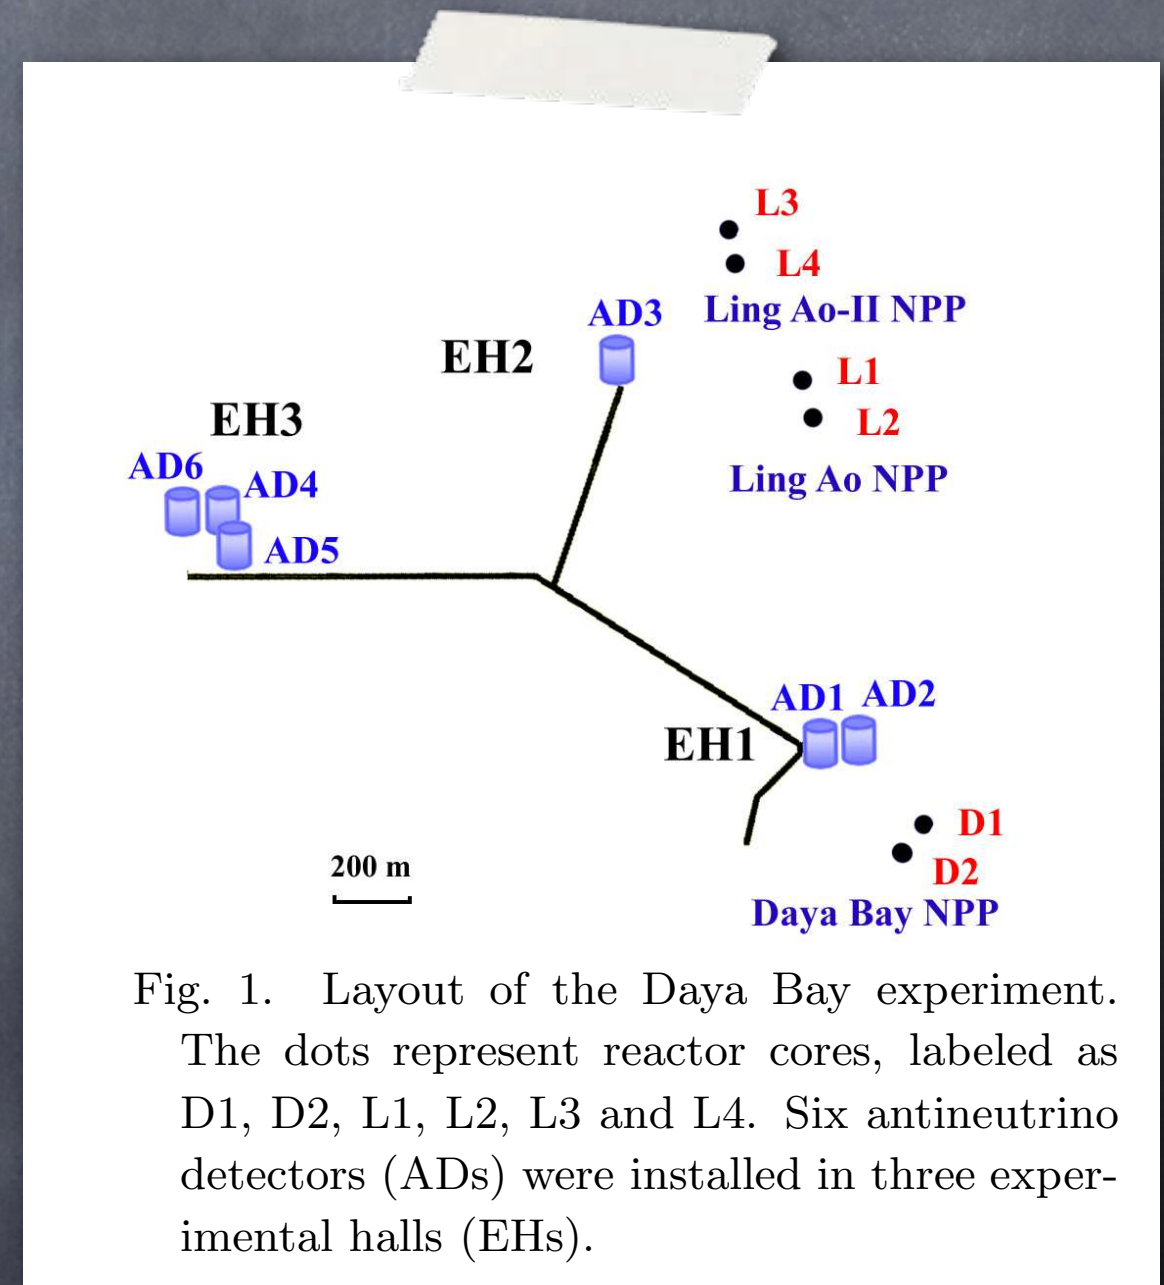 L3
L4
Ling Ao-II NPP
AD3
EH2
L1
L2
Ling Ao NPP
EH3
AD6
AD4
AD5
AD1 AD2
EH1
D1
D2
Daya Bay NPP
200 m
Fig. 1. Layout of the Daya Bay experiment.
The dots represent reactor cores, labeled as
D1, D2, L1, L2, L3 and L4. Six antineutrino
detectors (ADs) were installed in three exper-
imental halls (EHs).